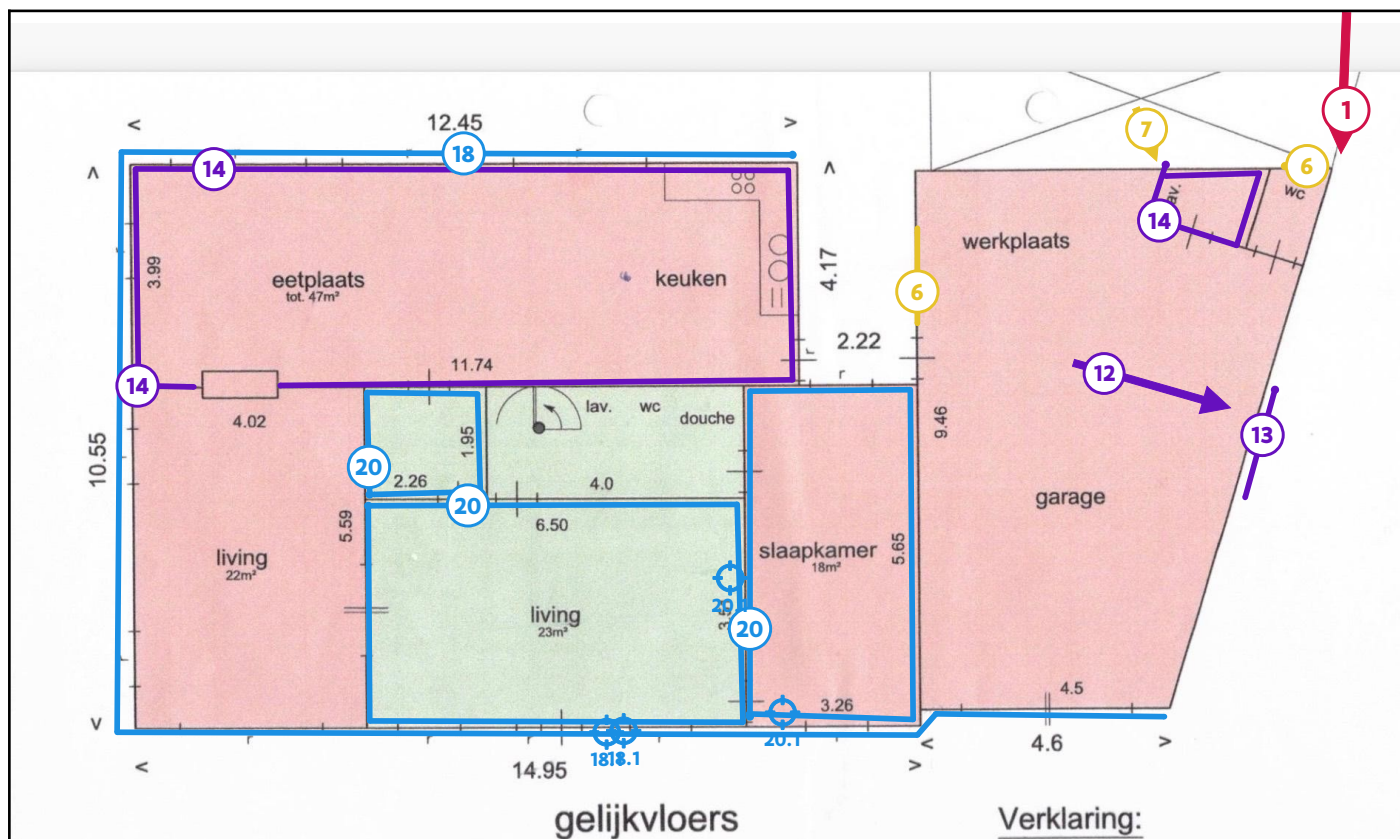 1
12.45
7
18
14
6
wc
lav.
14
werkplaats
3.99
eetplaats
tot. 47m²
keuken
4.17
6
2.22
r
r
11.74
14
12
4.02
lav.
wc
douche
9.46
13
1.95
10.55
20
2.26
4.0
20
garage
5.59
6.50
living
22m²
slaapkamer
18m²
5.65
living
23m²
20
3.26
4.5
20.1
18.1
4.6
14.95
gelijkvloers
Verklaring: